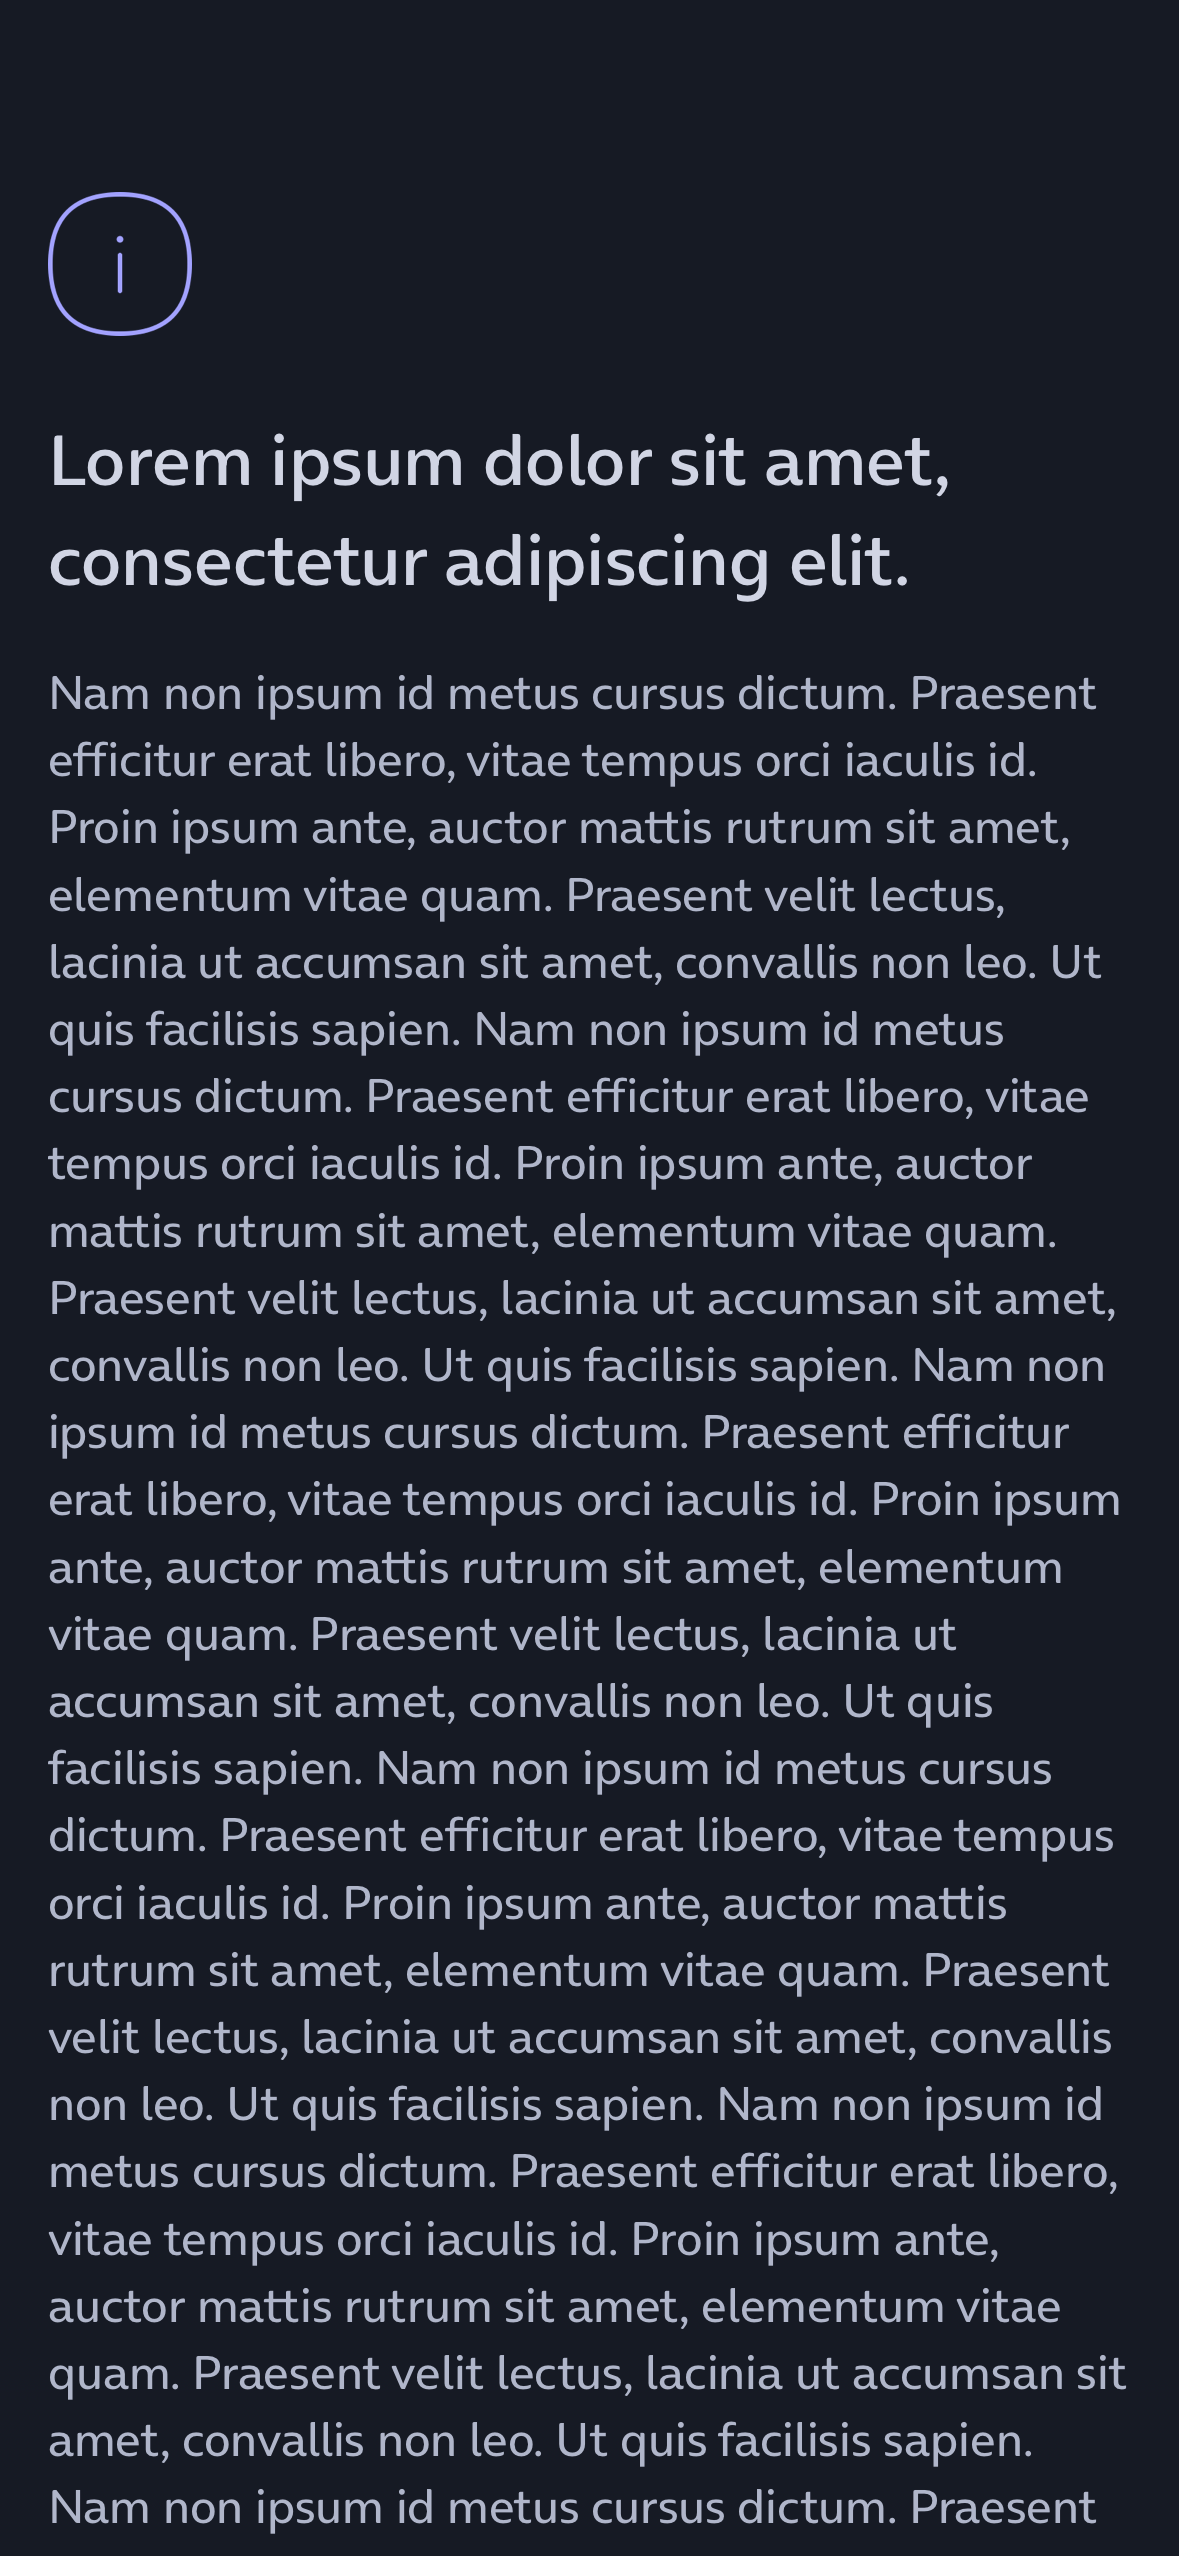 i
Lorem ipsum dolor sit amet,
consectetur adipiscing elit.
Nam non ipsum id metus cursus dictum. Praesent
efficitur erat libero, vitae tempus orci iaculis id.
Proin ipsum ante, auctor mattis rutrum sit amet,
elementum vitae quam. Praesent velit lectus,
lacinia ut accumsan sit amet, convallis non leo. Ut
quis facilisis sapien. Nam non ipsum id metus
cursus dictum. Praesent efficitur erat libero, vitae
tempus orci iaculis id. Proin ipsum ante, auctor
mattis rutrum sit amet, elementum vitae quam.
Praesent velit lectus, lacinia ut accumsan sit amet,
convallis non leo. Ut quis facilisis sapien. Nam non
ipsum id metus cursus dictum. Praesent efficitur
erat libero, vitae tempus orci iaculis id. Proin ipsum
ante, auctor mattis rutrum sit amet, elementum
vitae quam. Praesent velit lectus, lacinia ut
accumsan sit amet, convallis non leo. Ut quis
facilisis sapien. Nam non ipsum id metus cursus
dictum. Praesent efficitur erat libero, vitae tempus
orci iaculis id. Proin ipsum ante, auctor mattis
rutrum sit amet, elementum vitae quam. Praesent
velit lectus, lacinia ut accumsan sit amet, convallis
non leo. Ut quis facilisis sapien. Nam non ipsum id
metus cursus dictum. Praesent efficitur erat libero,
vitae tempus orci iaculis id. Proin ipsum ante,
auctor mattis rutrum sit amet, elementum vitae
quam. Praesent velit lectus, lacinia ut accumsan sit
amet, convallis non leo. Ut quis facilisis sapien.
Nam non ipsum id metus cursus dictum. Praesent